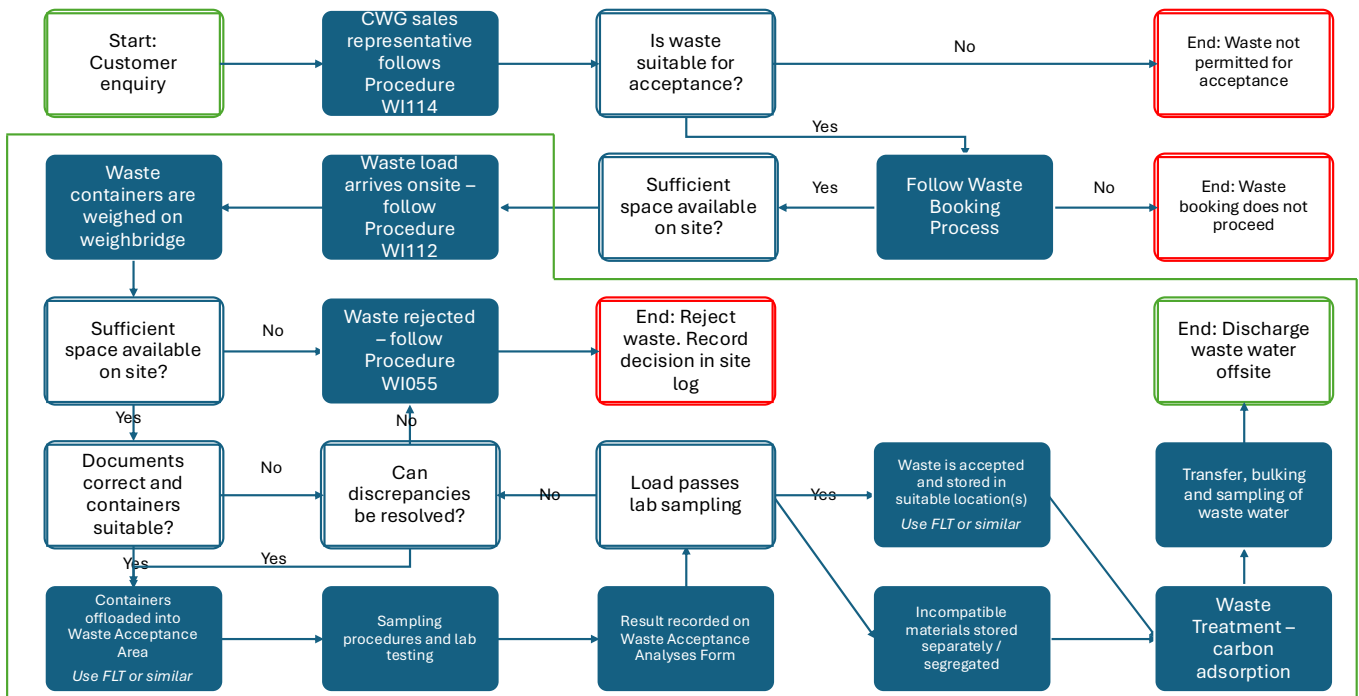 Start:
Customer
enquiry
CWG sales
representative
follows
Procedure
WI114
Is waste
suitable for
acceptance?
No
End: Waste not
permitted for
acceptance
Yes
Waste
containers are
weighed on
weighbridge
Waste load
arrives onsite –
follow
Procedure
WI112
Sufficient
space available
on site?
Yes
Follow Waste
Booking
Process
No
End: Waste
booking does not
proceed
Sufficient
space available
on site?
No
Waste rejected
– follow
Procedure
WI055
End: Reject
waste. Record
decision in site
log
End: Discharge
waste water
offsite
Yes
No
Documents
correct and
containers
suitable?
No
Can
discrepancies
be resolved?
No
Load passes
lab sampling
Yes
Waste is accepted
and stored in
suitable location(s)
Use FLT or similar
Transfer, bulking
and sampling of
waste water
Yes
Yes
Containers
offloaded into
Waste Acceptance
Area
Use FLT or similar
Sampling
procedures and lab
testing
Result recorded on
Waste Acceptance
Analyses Form
Incompatible
materials stored
separately /
segregated
Waste
Treatment –
carbon
adsorption